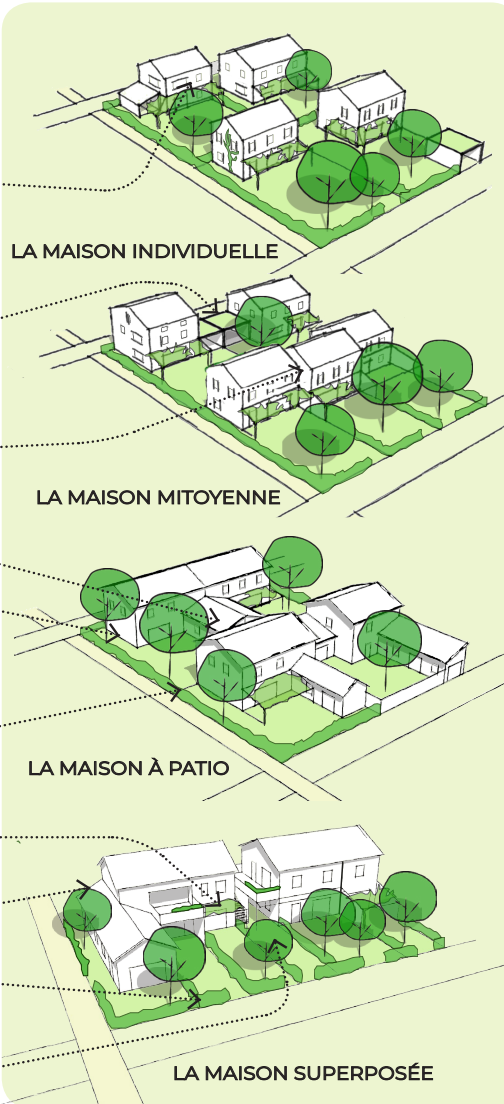 LA MAISON INDIVIDUELLE
LA MAISON MITOYENNE
LA MAISON À PATIO
LA MAISON SUPERPOSÉE